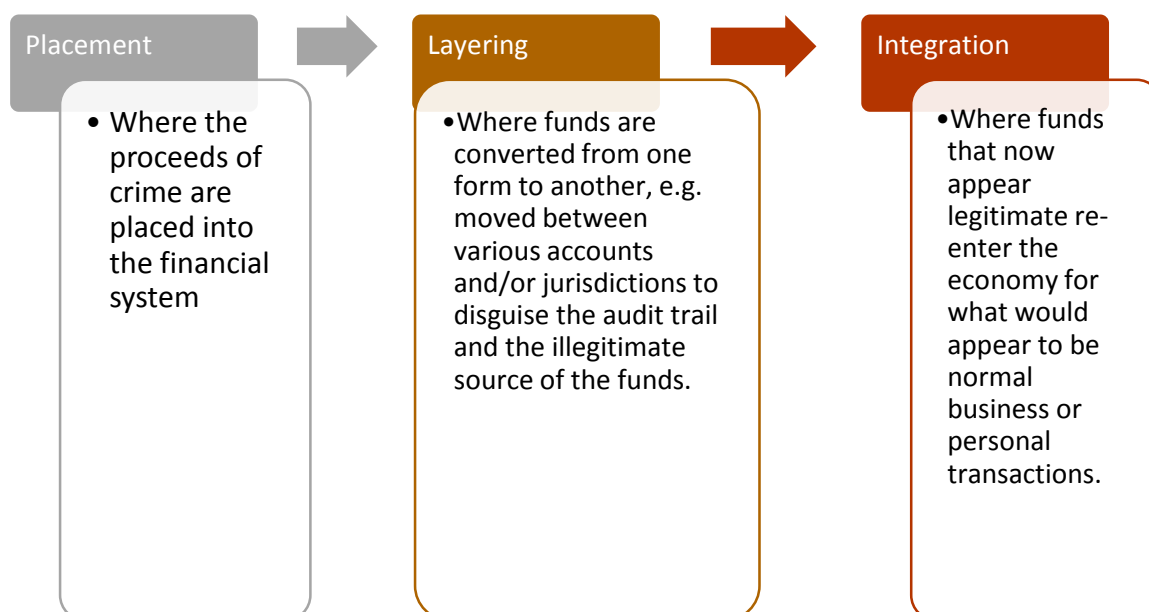 Placement
• Where the
proceeds of
crime are
placed into
the financial
system
Layering
•Where funds are
converted from one
form to another, e.g.
moved between
various accounts
and/or jurisdictions to
disguise the audit trail
and the illegitimate
source of the funds.
Integration
•Where funds
that now
appear
legitimate re-
enter the
economy for
what would
appear to be
normal
business or
personal
transactions.